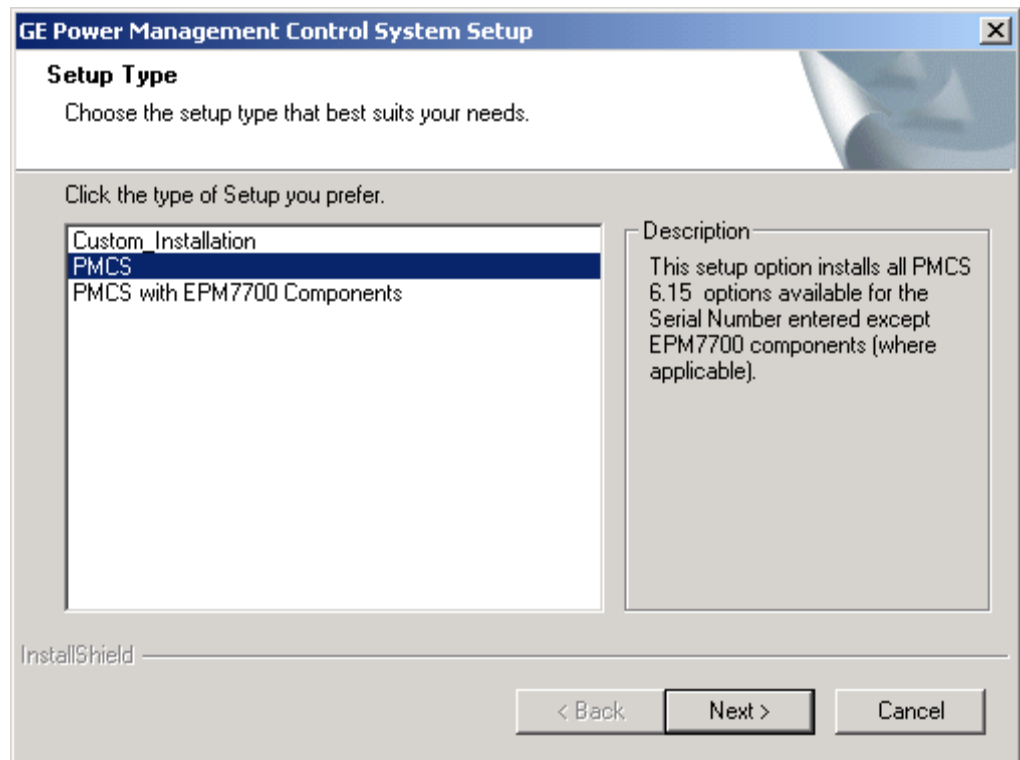 GE Power Management Control System Setup
Setup Type
Choose the setup type that best suits your needs.
Click the type of Setup you prefer.
Custom_Installation
PMCS
PMCS with EPM7700 Components
Description
This setup option installs all PMCS
6.15 options available for the
Serial Number entered except
EPM7700 components (where
applicable).
InstallShield
< Back
Next >
Cancel